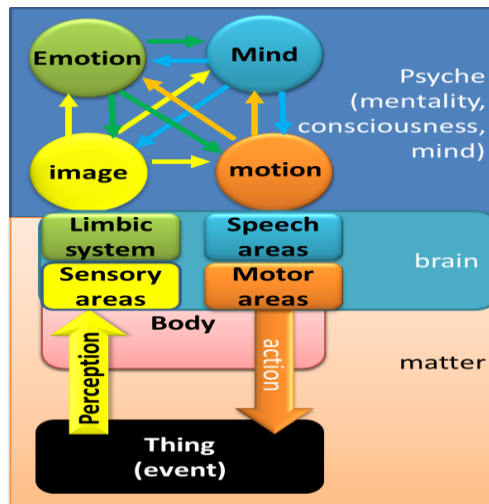 Emotion
Mind
Psyche
(mentality,
consciousness,
mind)
image
motion
Limbic
system
Speech
areas
brain
Sensory
areas
Motor
areas
Body
Perception
action
matter
Thing
(event)